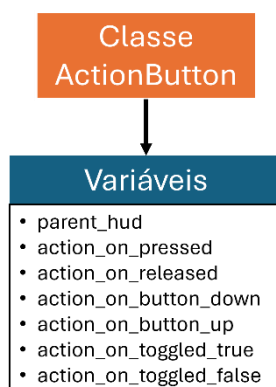 Classe
ActionButton
Variáveis
• parent_hud
• action_on_pressed
• action_on_released
• action_on_button_down
• action_on_button_up
• action_on_toggled_true
• action_on_toggled_false